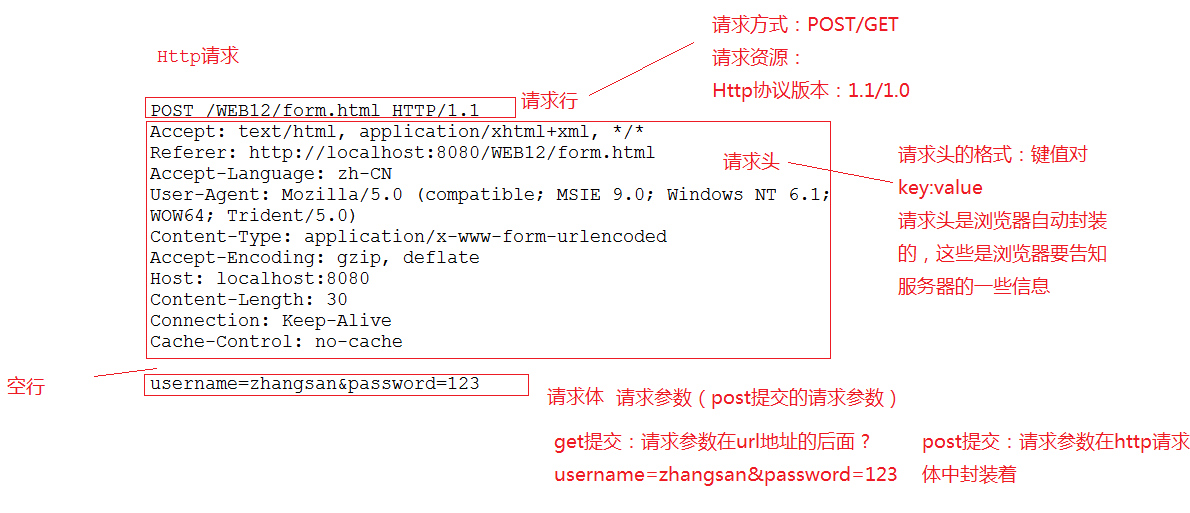 Http请求
请求方式：POST/GET
请求资源：
Http协议版本：1.1/1.0
请求行
POST /WEB12/form.html HTTP/1.1
Accept: text/html, application/xhtml+xml, */*
Referer: http://localhost:8080/WEB12/form.html
Accept-Language: zh-CN
User-Agent: Mozilla/5.0 (compatible; MSIE 9.0; Windows NT 6.1;
WOW64; Trident/5.0)
Content-Type: application/x-www-form-urlencoded
Accept-Encoding: gzip, deflate
Host: localhost:8080
Content-Length: 30
Connection: Keep-Alive
Cache-Control: no-cache
请求头
请求头的格式：键值对
key:value
请求头是浏览器自动封装
的，这些是浏览器要告知
服务器的一些信息
空行
username=zhangsan&password=123
请求体 请求参数（post提交的请求参数）
get提交：请求参数在url地址的后面？
username=zhangsan&password=123
post提交：请求参数在http请求
体中封装着